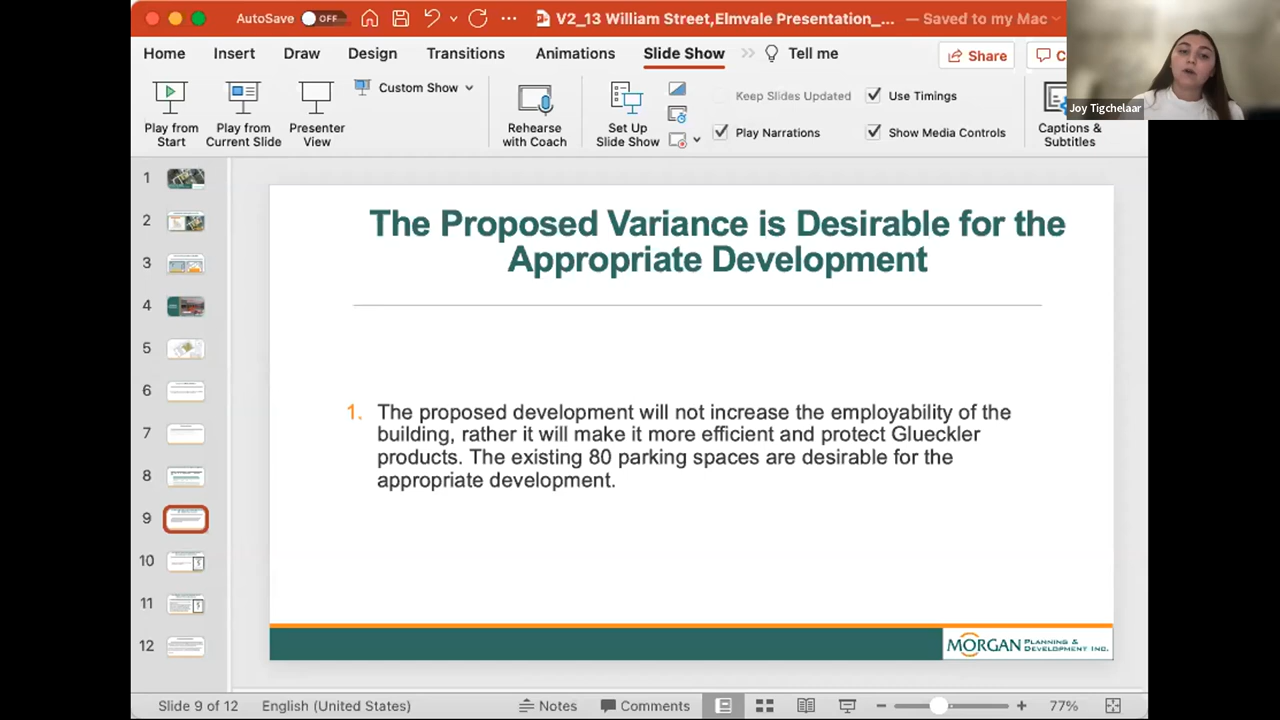 AutoSave OFF V2_13 William Street,Elmvale Presentation_... — Saved to my Mac
Home Insert Draw Design Transitions Animations Slide Show Tell me Share C
Custom Show Keep Slides Updated Use Timings
Play from Start Play from Current Slide Presenter View Rehearse with Coach Set Up Slide Show Play Narrations Show Media Controls Captions & Subtitles
Joy Tigchelaar
1
2
3
4
5
6
7
8
9
10
11
12
The Proposed Variance is Desirable for the
Appropriate Development
1. The proposed development will not increase the employability of the
building, rather it will make it more efficient and protect Glueckler
products. The existing 80 parking spaces are desirable for the
appropriate development.
MORGAN PLANNING & DEVELOPMENT INC.
Slide 9 of 12 English (United States) Notes Comments 77%